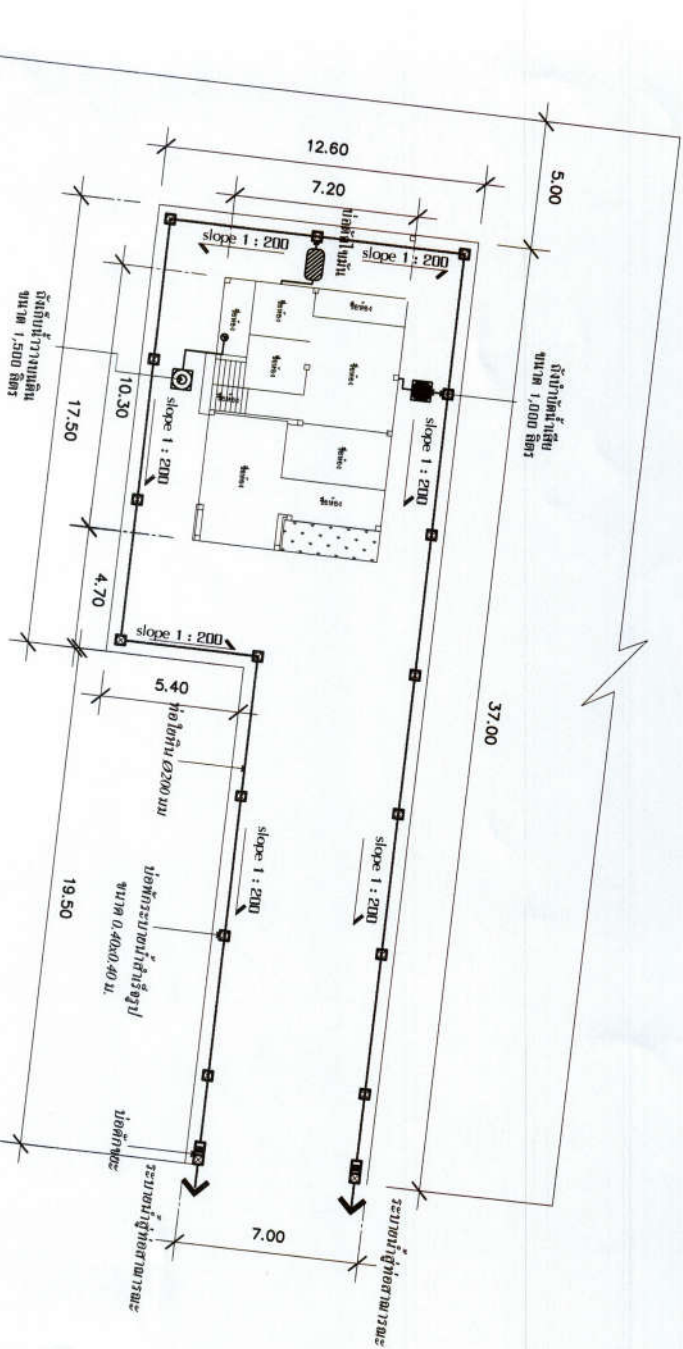 12.60
7.20
5.00
37.00
ถังบำบัดน้ำเสีย
ขนาด 1,000 ลิตร
บ่อดักไขมัน
slope 1 : 200
slope 1 : 200
slope 1 : 200
slope 1 : 200
slope 1 : 200
slope 1 : 200
slope 1 : 200
ถังเก็บน้ำวางบนดิน
ขนาด 1,500 ลิตร
10.30
17.50
4.70
5.40
19.50
7.00
ท่อใยหิน Ø200 มม
บ่อพักระบายน้ำสำเร็จรูป
ขนาด 0.40x0.40 ม.
บ่อดักขยะ
ระบายน้ำสู่ท่อสาธารณะ
ระบายน้ำสู่ท่อสาธารณะ